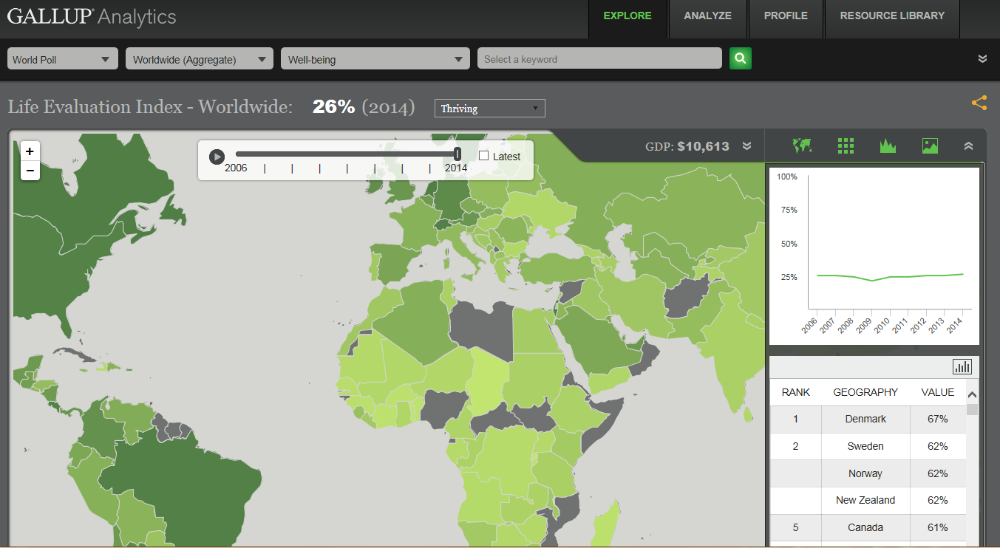 GALLUP® Analytics
EXPLORE
ANALYZE
PROFILE
RESOURCE LIBRARY
World Poll
Worldwide (Aggregate)
Well-being
Select a keyword
Life Evaluation Index - Worldwide: 26% (2014)
Thriving
+
−
2006 | | | | | | | 2014
Latest
GDP: $10,613
100%
75%
50%
25%
2006 2007 2008 2009 2010 2011 2012 2013 2014
RANK GEOGRAPHY VALUE
1 Denmark 67%
2 Sweden 62%
Norway 62%
New Zealand 62%
5 Canada 61%